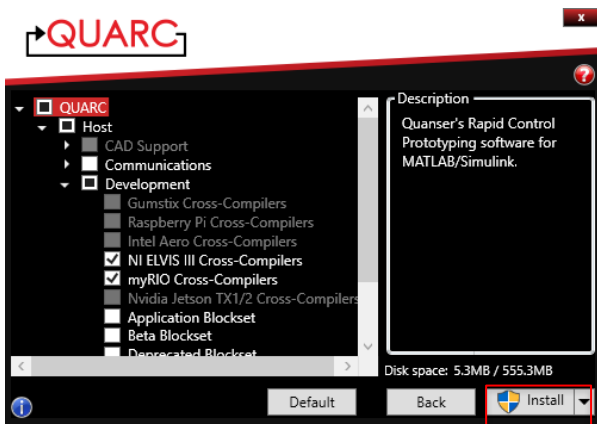 QUARC
x
?
QUARC
Host
CAD Support
Communications
Development
Gumstix Cross-Compilers
Raspberry Pi Cross-Compilers
Intel Aero Cross-Compilers
NI ELVIS III Cross-Compilers
myRIO Cross-Compilers
Nvidia Jetson TX1/2 Cross-Compilers
Application Blockset
Beta Blockset
Deprecated Blockset
Description
Quanser's Rapid Control
Prototyping software for
MATLAB/Simulink.
Disk space: 5.3MB / 555.3MB
i
Default
Back
Install